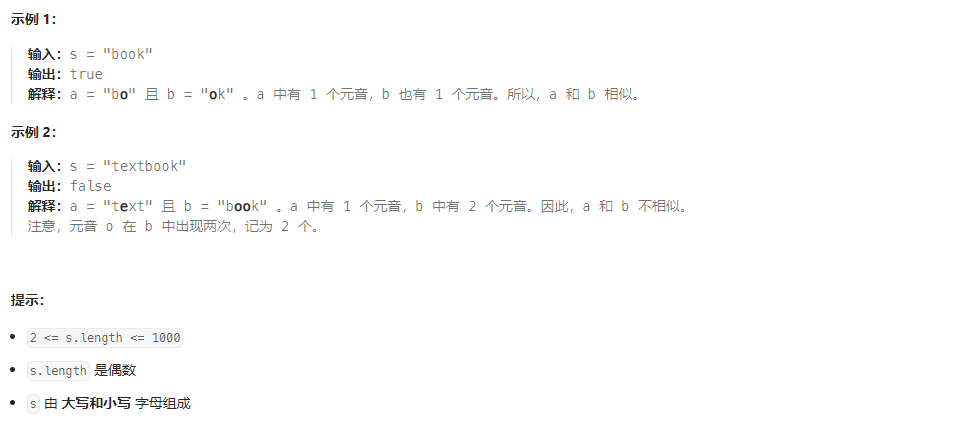 示例 1：
输入：s = "book"
输出：true
解释：a = "bo" 且 b = "ok" 。a 中有 1 个元音，b 也有 1 个元音。所以，a 和 b 相似。
示例 2：
输入：s = "textbook"
输出：false
解释：a = "text" 且 b = "book" 。a 中有 1 个元音，b 中有 2 个元音。因此，a 和 b 不相似。
注意，元音 o 在 b 中出现两次，记为 2 个。
提示：
2 <= s.length <= 1000
s.length 是偶数
s 由 大写和小写 字母组成